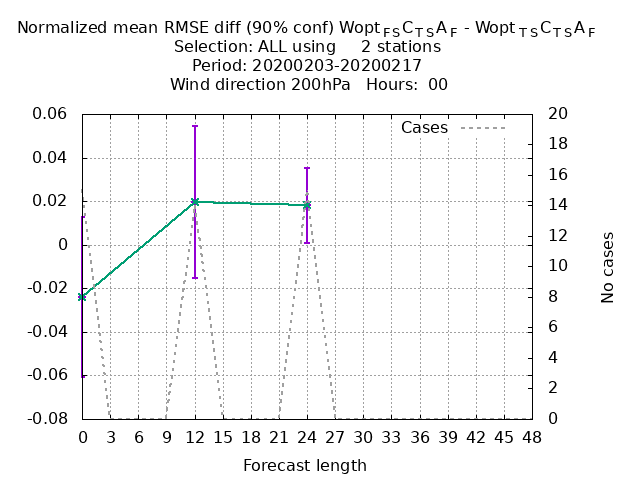 Normalized mean RMSE diff (90% conf) Wopt FS C TS A F - Wopt TS C TS A F
Selection: ALL using 2 stations
Period: 20200203-20200217
Wind direction 200hPa Hours: 00
0.06
0.04
0.02
0
-0.02
-0.04
-0.06
-0.08
Cases
20
18
16
14
12
10
8
6
4
2
0
No cases
0 3 6 9 12 15 18 21 24 27 30 33 36 39 42 45 48
Forecast length